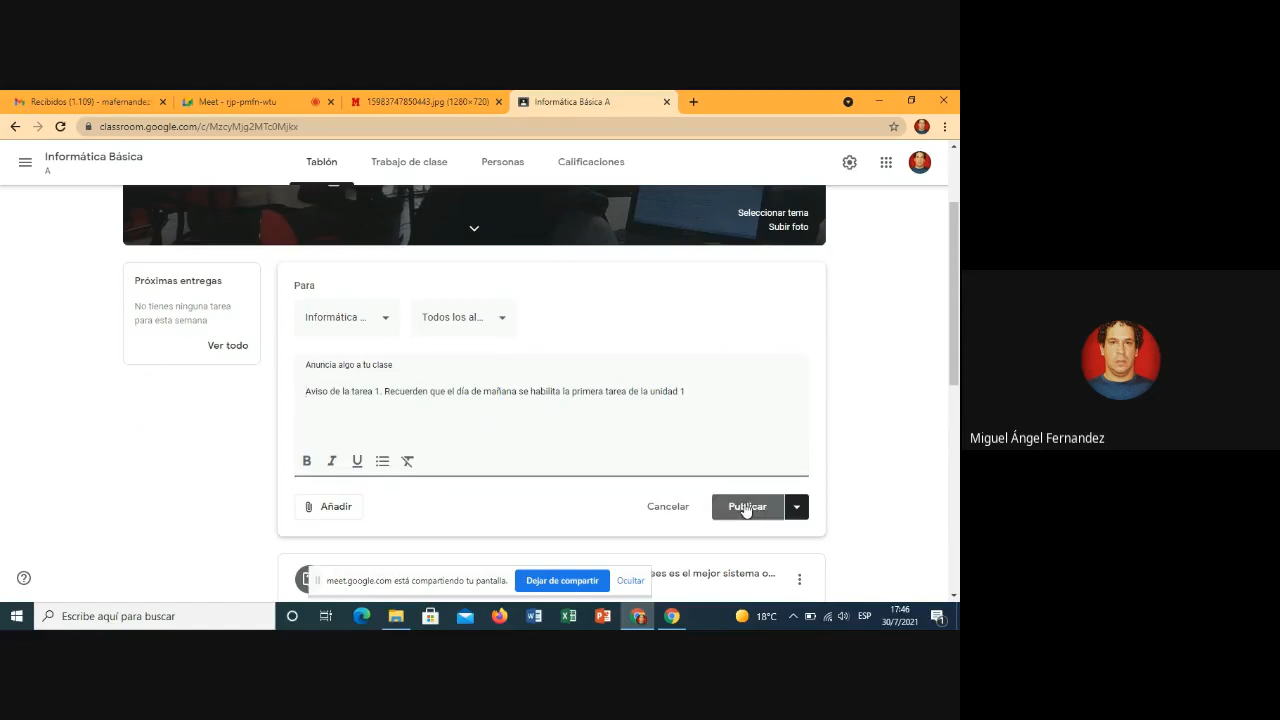 Recibidos (1.109) - mafernandez
Meet - rjp-pmfn-wtu
15983747850443.jpg (1280×720)
Informática Básica A
classroom.google.com/c/MzcyMjg2MTc0Mjkx
Informática Básica
A
Tablón
Trabajo de clase
Personas
Calificaciones
Seleccionar tema
Subir foto
Próximas entregas
No tienes ninguna tarea
para esta semana
Ver todo
Para
Informática ...
Todos los al...
Anuncia algo a tu clase
Aviso de la tarea 1. Recuerden que el día de mañana se habilita la primera tarea de la unidad 1
B I U
Añadir
Cancelar
Publicar
es el mejor sistema o...
meet.google.com está compartiendo tu pantalla.
Dejar de compartir
Ocultar
Escribe aquí para buscar
18°C
ESP
17:46
30/7/2021
1
Miguel Ángel Fernandez